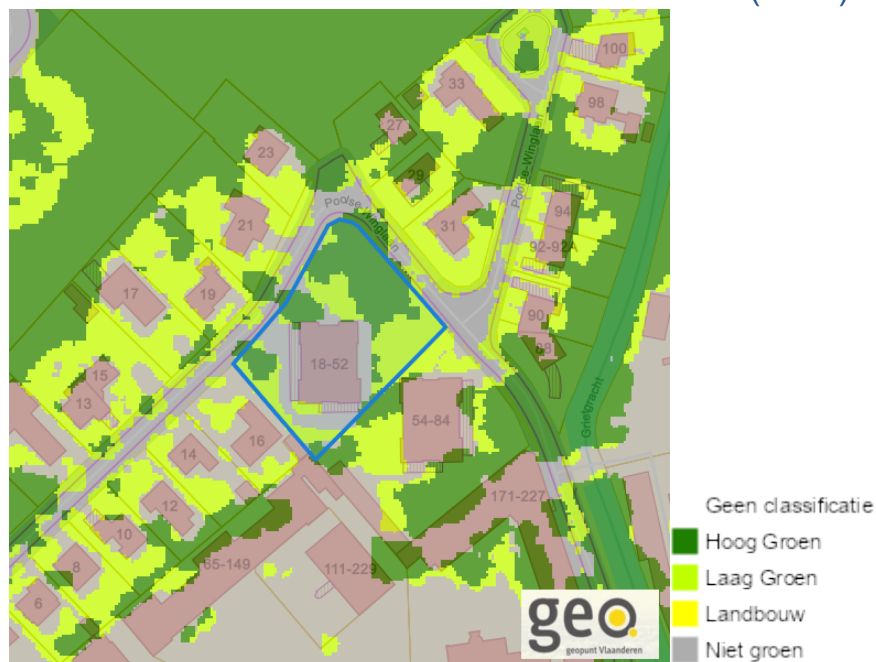 100
33
98
27
23
29
Poolse-Winglaan
Poolse-Winglaan
94
21
31
92-92A
17
19
90
88
18-52
15
13
54-84
Grietgracht
16
14
171-227
12
10
65-149
8
111-229
6
Geen classificatie
Hoog Groen
Laag Groen
Landbouw
Niet groen
geo
geopunt Vlaanderen